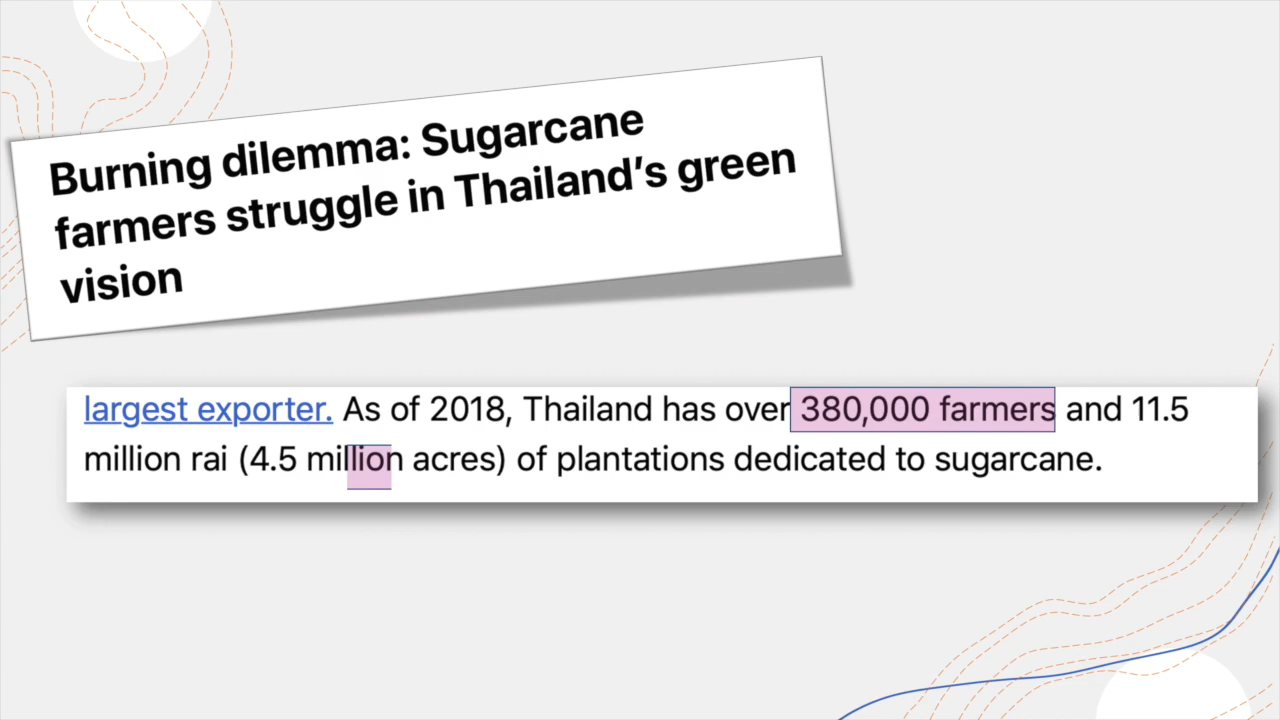 Burning dilemma: Sugarcane
farmers struggle in Thailand’s green
vision
largest exporter. As of 2018, Thailand has over 380,000 farmers and 11.5
million rai (4.5 million acres) of plantations dedicated to sugarcane.